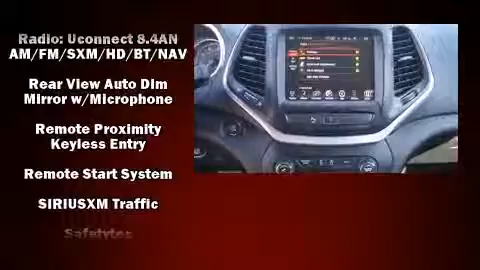 Radio: Uconnect 8.4AN
AM/FM/SXM/HD/BT/NAV
Rear View Auto Dim
Mirror w/Microphone
Remote Proximity
Keyless Entry
Remote Start System
SIRIUSXM Traffic